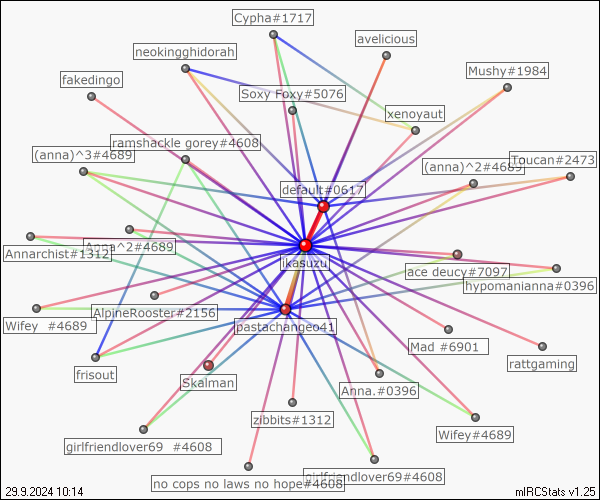 Cypha#1717
avelicious
neokingghidorah
Mushy#1984
fakedingo
Soxy Foxy#5076
xenoyaut
ramshackle gorey#4608
(anna)^3#4689
(anna)^2#4689
Toucan#2473
default#0617
Anna^2#4689
Annarchist#1312
ikasuzu
ace deucy#7097
hypomanianna#0396
AlpineRooster#2156
Wifey #4689
pastachangeo41
Mad #6901
rattgaming
frisout
Skalman
Anna.#0396
zibbits#1312
Wifey#4689
girlfriendlover69 #4608
girlfriendlover69#4608
no cops no laws no hope#4608
29.9.2024 10:14
mIRCStats v1.25